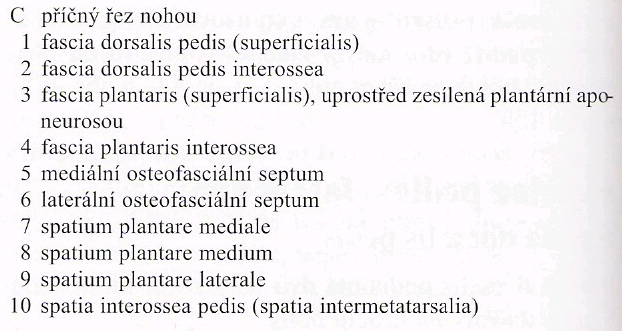 C příčný řez nohou
1 fascia dorsalis pedis (superficialis)
2 fascia dorsalis pedis interossea
3 fascia plantaris (superficialis), uprostřed zesílená plantární apo-
neurosou
4 fascia plantaris interossea
5 mediální osteofasciální septum
6 laterální osteofasciální septum
7 spatium plantare mediale
8 spatium plantare medium
9 spatium plantare laterale
10 spatia interossea pedis (spatia intermetatarsalia)